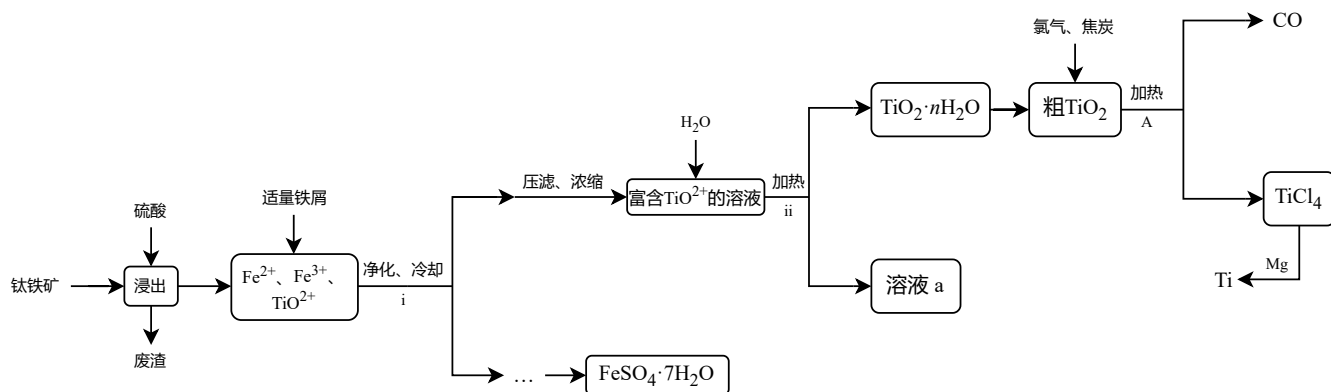 钛铁矿
硫酸
浸出
废渣
适量铁屑
Fe²⁺、Fe³⁺、
TiO²⁺
净化、冷却
i
压滤、浓缩
… 
FeSO₄·7H₂O
H₂O
富含TiO²⁺的溶液
加热
ii
TiO₂·nH₂O
溶液 a
氯气、焦炭
粗TiO₂
加热
A
CO
TiCl₄
Mg
Ti